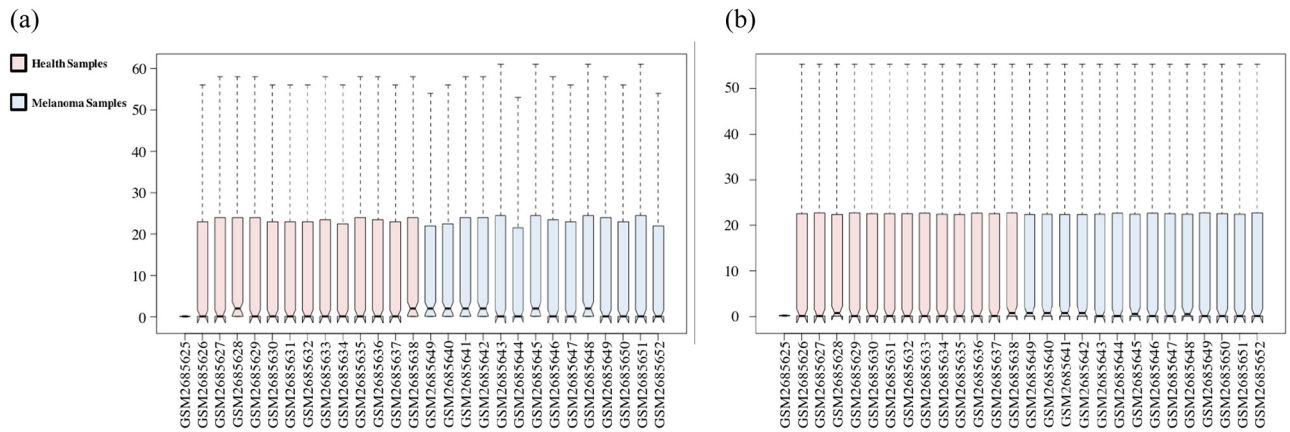 (a)
(b)
Health Samples
Melanoma Samples
60
50
40
30
20
10
0
GSM2685625
GSM2685626
GSM2685627
GSM2685628
GSM2685629
GSM2685630
GSM2685631
GSM2685632
GSM2685633
GSM2685634
GSM2685635
GSM2685636
GSM2685637
GSM2685638
GSM2685649
GSM2685640
GSM2685641
GSM2685642
GSM2685643
GSM2685644
GSM2685645
GSM2685646
GSM2685647
GSM2685648
GSM2685649
GSM2685650
GSM2685651
GSM2685652
50
40
30
20
10
0
GSM2685625
GSM2685626
GSM2685627
GSM2685628
GSM2685629
GSM2685630
GSM2685631
GSM2685632
GSM2685633
GSM2685634
GSM2685635
GSM2685636
GSM2685637
GSM2685638
GSM2685649
GSM2685640
GSM2685641
GSM2685642
GSM2685643
GSM2685644
GSM2685645
GSM2685646
GSM2685647
GSM2685648
GSM2685649
GSM2685650
GSM2685651
GSM2685652